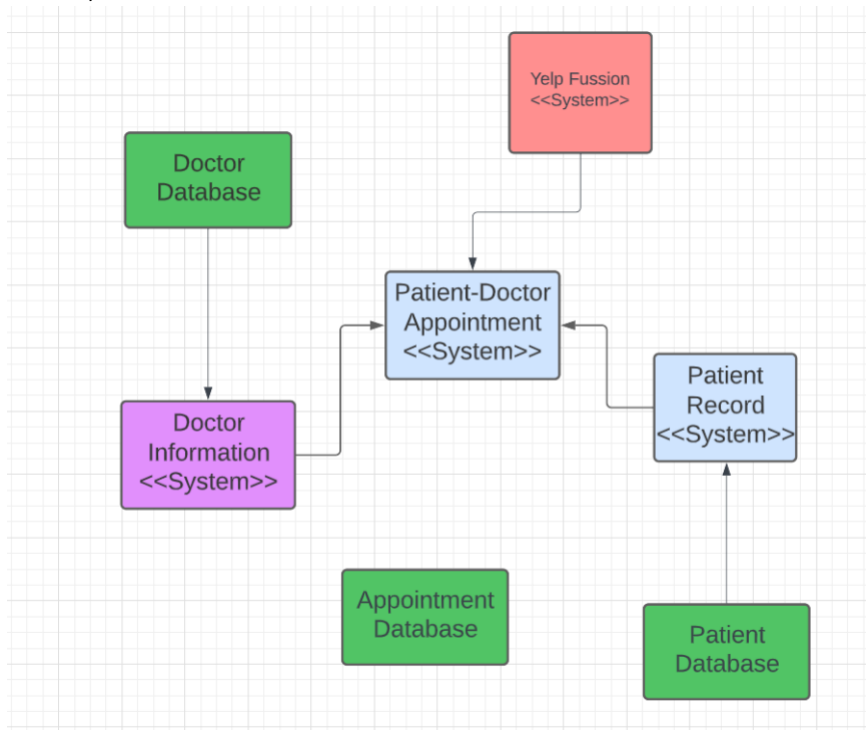 Yelp Fussion
<<System>>
Doctor
Database
Patient-Doctor
Appointment
<<System>>
Patient
Record
<<System>>
Doctor
Information
<<System>>
Appointment
Database
Patient
Database